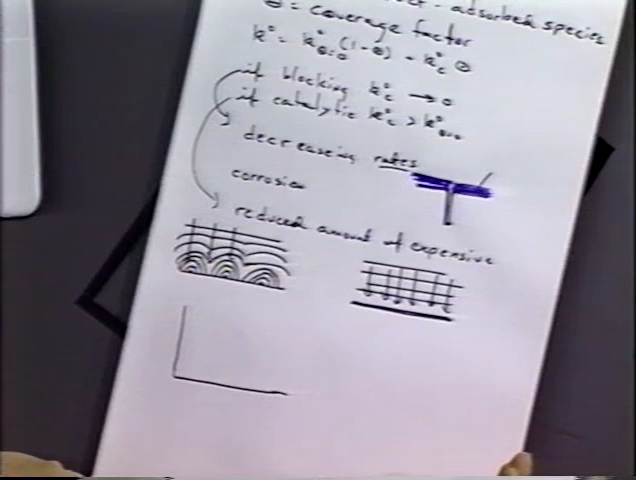 adsorbed species
θ = coverage factor
k° = k°θ=0 (1-θ) + k°c θ
if blocking k°c → 0
if catalytic k°c > k°θ=0
decreasing rates
corrosion
reduced amount of expensive